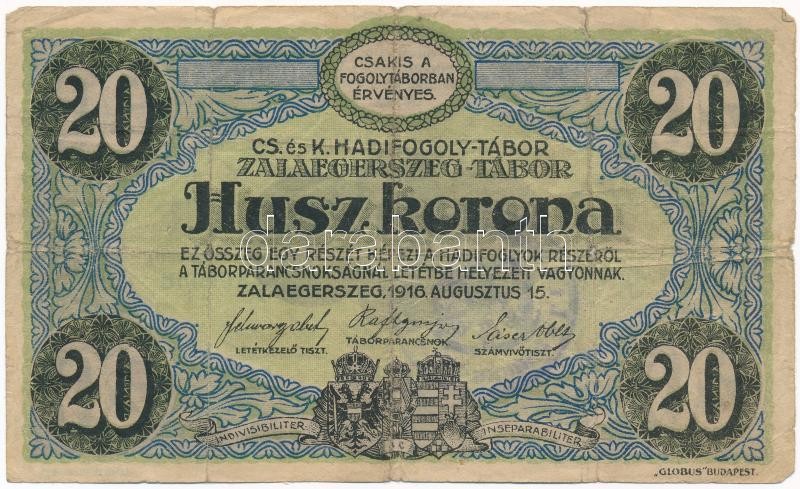 20
CSAKIS A
FOGOLYTÁBORBAN
ÉRVÉNYES.
20
CS. és K. HADIFOGOLY-TÁBOR
ZALAEGERSZEG-TÁBOR
Husz korona
darabanth
EZ ÖSSZEG EGY RÉSZÉT KÉPEZI A HADIFOGLYOK RÉSZÉRŐL
A TÁBORPARANCSNOKSÁGNÁL LETÉTBE HELYEZETT VAGYONNAK.
ZALAEGERSZEG, 1916. AUGUSZTUS 15.
LETÉTKEZELŐ TISZT.
TÁBORPARANCSNOK
SZÁMVIVŐTISZT.
20
INDIVISIBILITER
INSEPARABILITER
20
„GLOBUS" BUDAPEST.